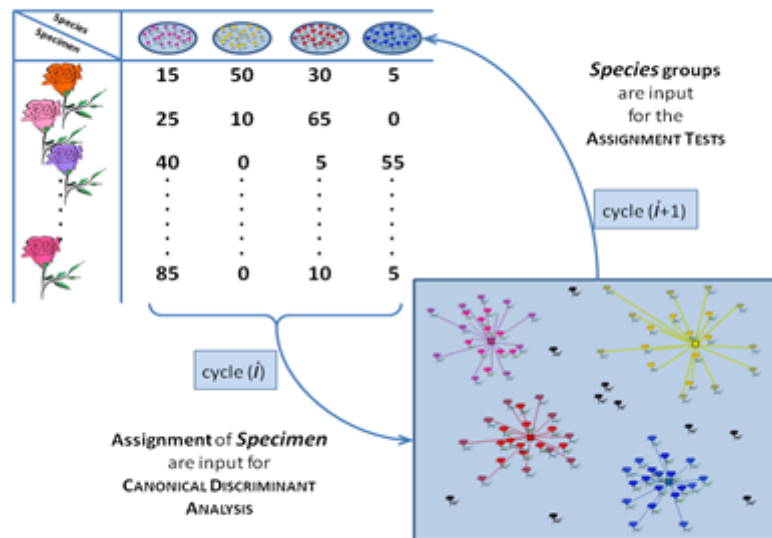 Species
Specimen
15 50 30 5
25 10 65 0
40 0 5 55
85 0 10 5
Species groups
are input
for the
ASSIGNMENT TESTS
cycle (i+1)
cycle (i)
Assignment of Specimen
are input for
CANONICAL DISCRIMINANT
ANALYSIS